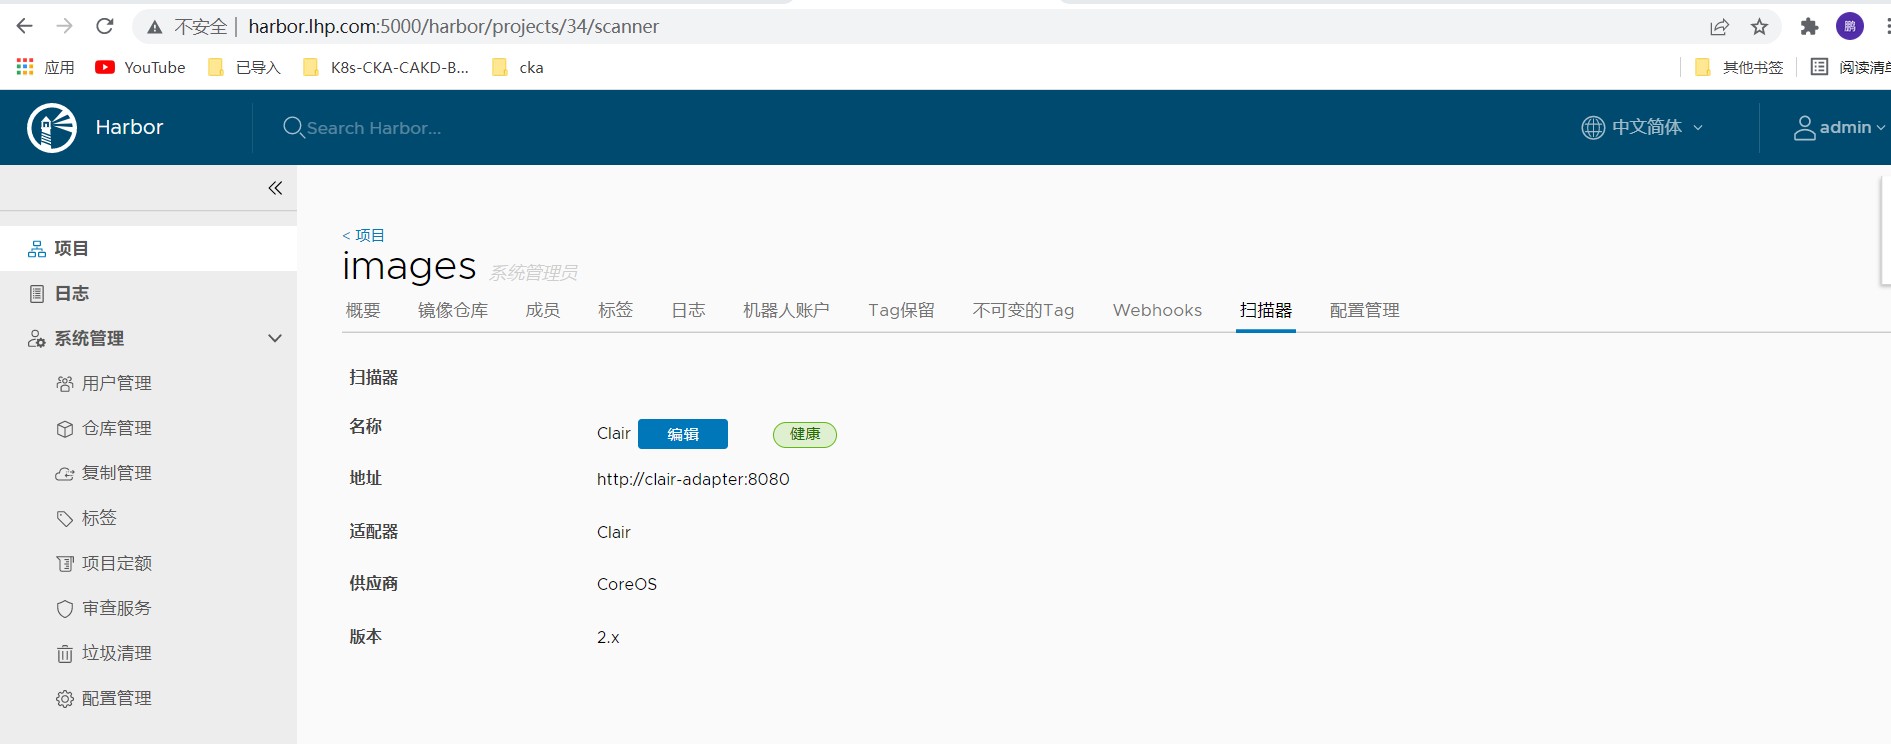 不安全 | harbor.lhp.com:5000/harbor/projects/34/scanner
鹏
应用 YouTube 已导入 K8s-CKA-CAKD-B... cka 其他书签
Harbor Search Harbor... 中文简体 admin
项目
日志
系统管理
用户管理
仓库管理
复制管理
标签
项目定额
审查服务
垃圾清理
配置管理
< 项目
images 系统管理员
概要 镜像仓库 成员 标签 日志 机器人账户 Tag保留 不可变的Tag Webhooks 扫描器 配置管理
扫描器
名称 Clair 编辑 健康
地址 http://clair-adapter:8080
适配器 Clair
供应商 CoreOS
版本 2.x